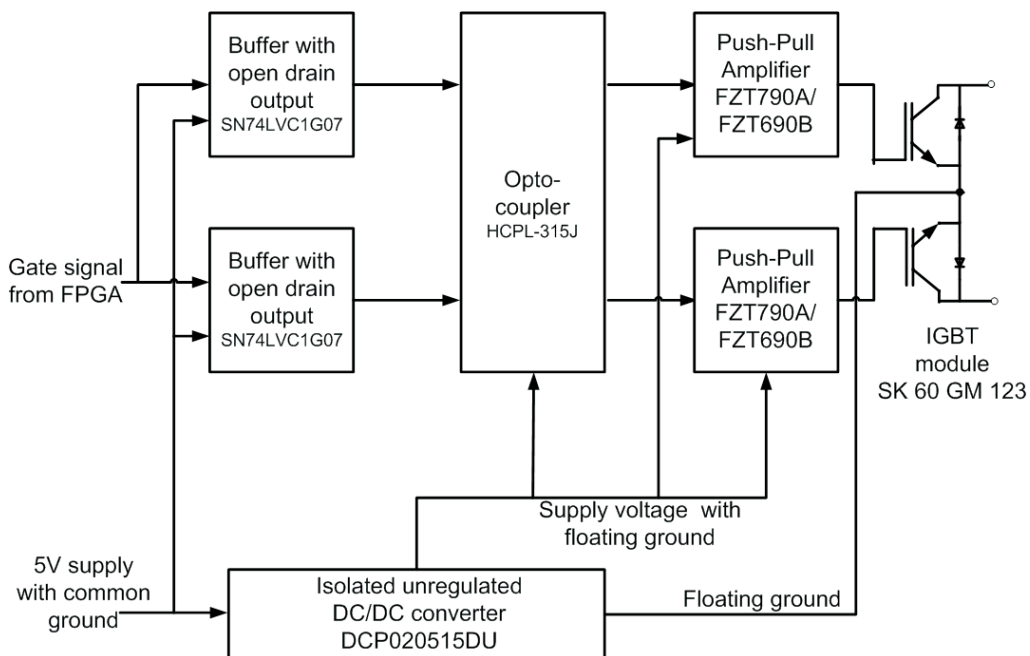 Buffer with
open drain
output
SN74LVC1G07
Opto-
coupler
HCPL-315J
Push-Pull
Amplifier
FZT790A/
FZT690B
Gate signal
from FPGA
Buffer with
open drain
output
SN74LVC1G07
Push-Pull
Amplifier
FZT790A/
FZT690B
IGBT
module
SK 60 GM 123
Supply voltage with
floating ground
5V supply
with common
ground
Isolated unregulated
DC/DC converter
DCP020515DU
Floating ground